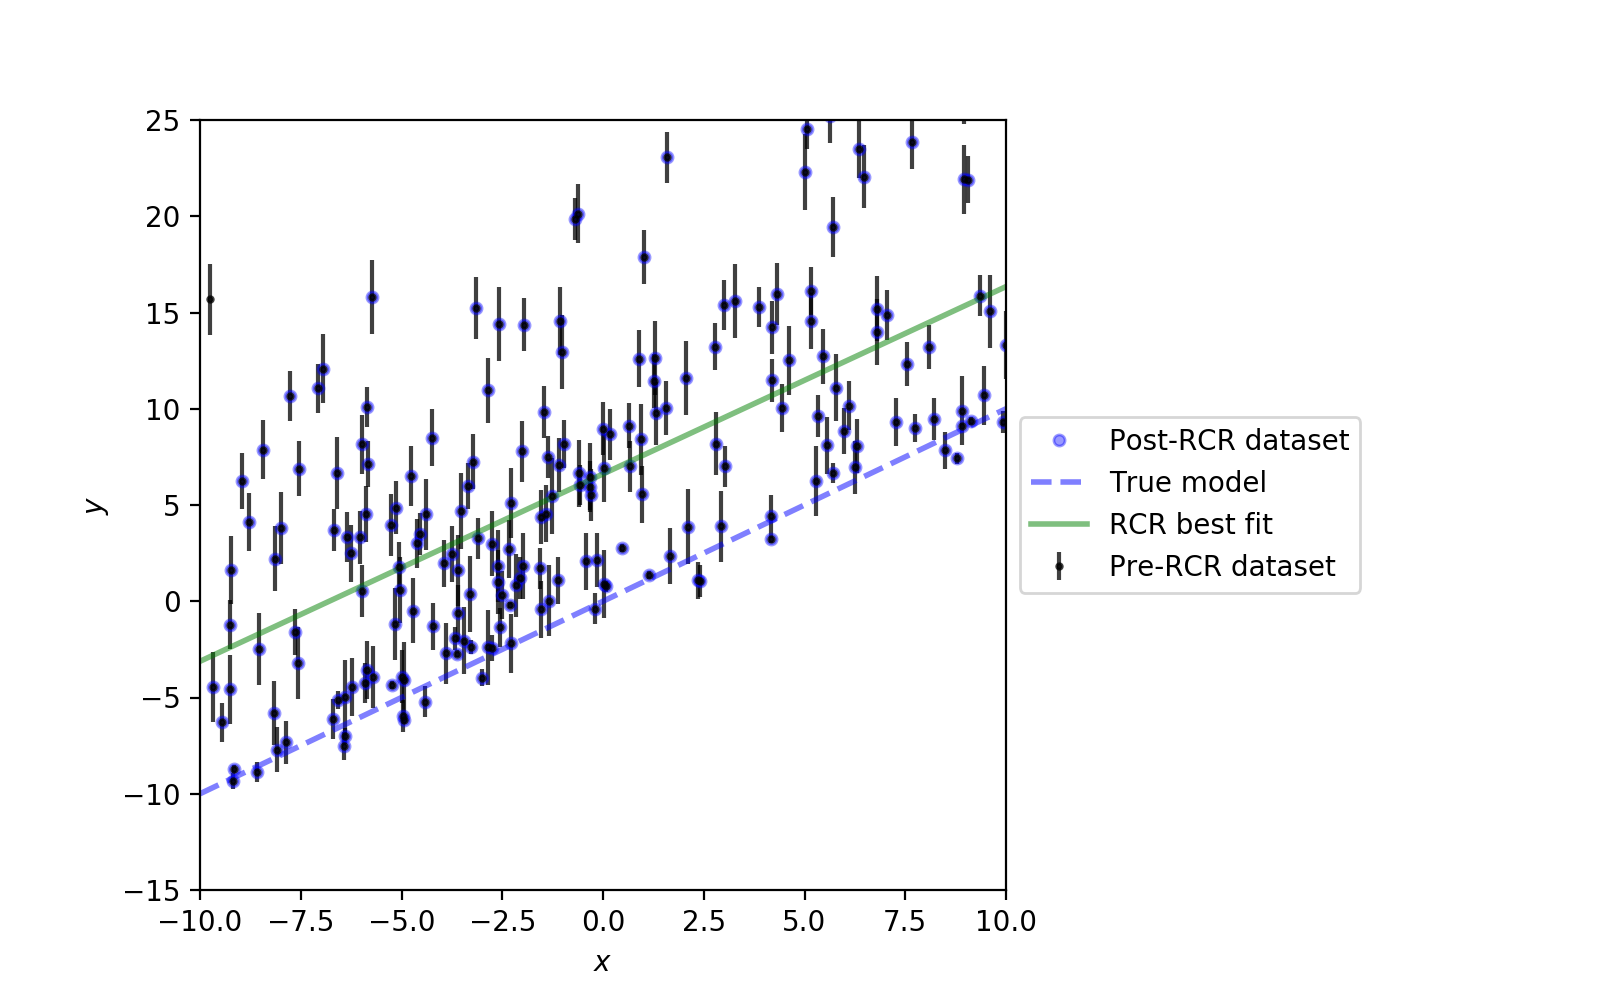 25
20
15
10
5
0
−5
−10
−15
y
−10.0 −7.5 −5.0 −2.5 0.0 2.5 5.0 7.5 10.0
x
Post-RCR dataset
True model
RCR best fit
Pre-RCR dataset